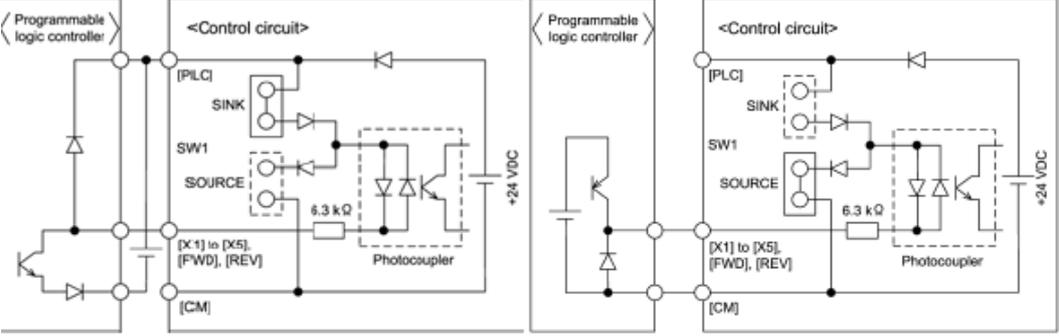 Programmable
logic controller
<Control circuit>
[PLC]
SINK
SW1
SOURCE
6.3 kΩ
+24 VDC
[X1] to [X5],
[FWD], [REV]
Photocoupler
[CM]
Programmable
logic controller
<Control circuit>
[PLC]
SINK
SW1
SOURCE
6.3 kΩ
+24 VDC
[X1] to [X5],
[FWD], [REV]
Photocoupler
[CM]